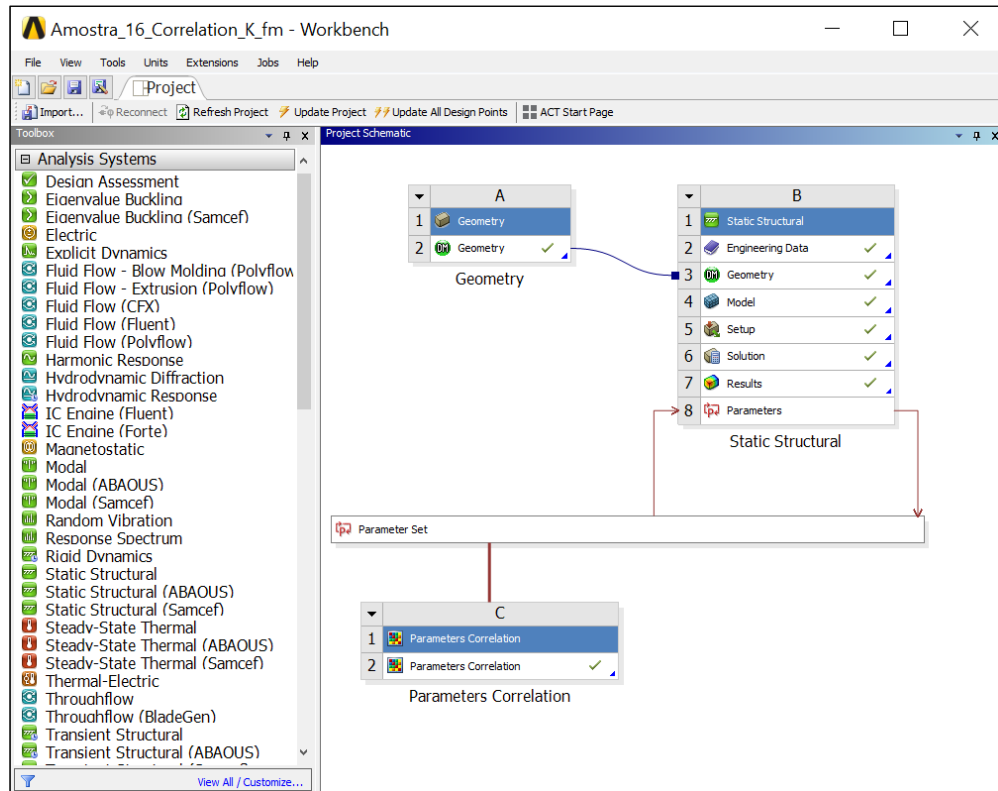 Amostra_16_Correlation_K_fm - Workbench
File View Tools Units Extensions Jobs Help
Project
Import... Reconnect Refresh Project Update Project Update All Design Points ACT Start Page
Toolbox
Analysis Systems
Design Assessment
Eigenvalue Buckling
Eigenvalue Buckling (Samcef)
Electric
Explicit Dynamics
Fluid Flow - Blow Molding (Polyflow
Fluid Flow - Extrusion (Polyflow)
Fluid Flow (CFX)
Fluid Flow (Fluent)
Fluid Flow (Polyflow)
Harmonic Response
Hydrodynamic Diffraction
Hydrodynamic Response
IC Engine (Fluent)
IC Engine (Forte)
Magnetostatic
Modal
Modal (ABAQUS)
Modal (Samcef)
Random Vibration
Response Spectrum
Rigid Dynamics
Static Structural
Static Structural (ABAQUS)
Static Structural (Samcef)
Steady-State Thermal
Steady-State Thermal (ABAQUS)
Steady-State Thermal (Samcef)
Thermal-Electric
Throughflow
Throughflow (BladeGen)
Transient Structural
Transient Structural (ABAQUS)
View All / Customize...
Project Schematic
A
1 Geometry
2 Geometry
Geometry
B
1 Static Structural
2 Engineering Data
3 Geometry
4 Model
5 Setup
6 Solution
7 Results
8 Parameters
Static Structural
Parameter Set
C
1 Parameters Correlation
2 Parameters Correlation
Parameters Correlation